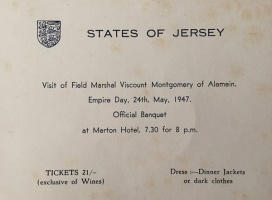 STATES OF JERSEY
Visit of Field Marshal Viscount Montgomery of Alamein.
Empire Day, 24th, May, 1947.
Official Banquet
at Merton Hotel, 7.30 for 8 p.m.
TICKETS 21/-
(exclusive of Wines)
Dress :—Dinner Jackets
or dark clothes